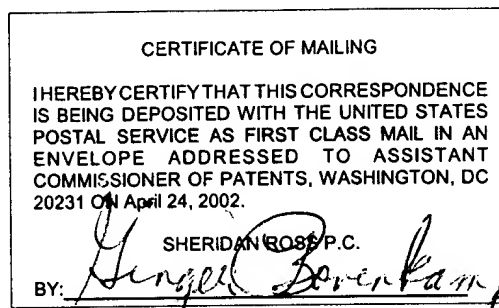 CERTIFICATE OF MAILING
I HEREBY CERTIFY THAT THIS CORRESPONDENCE
IS BEING DEPOSITED WITH THE UNITED STATES
POSTAL SERVICE AS FIRST CLASS MAIL IN AN
ENVELOPE ADDRESSED TO ASSISTANT
COMMISSIONER OF PATENTS, WASHINGTON, DC
20231 ON April 24, 2002.
SHERIDAN ROSS P.C.
BY: Ginger